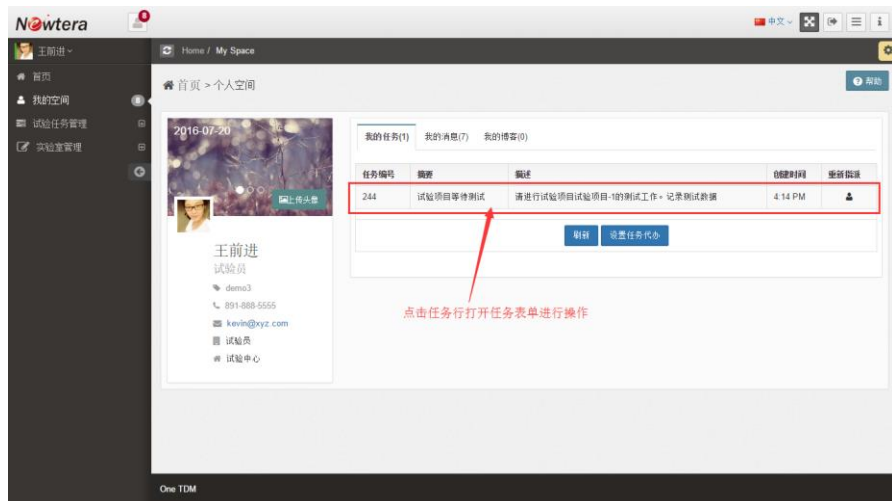 Newtera
8
中文
王前进
Home / My Space
首页
我的空间
8
试验任务管理
实验室管理
首页 > 个人空间
帮助
2016-07-20
上传头像
王前进
试验员
demo3
891-888-5555
kevin@xyz.com
试验员
试验中心
我的任务(1) 我的消息(7) 我的博客(0)
任务编号 摘要 描述 创建时间 重新指派
244 试验项目等待测试 请进行试验项目试验项目-1的测试工作。记录测试数据 4:14 PM
刷新 设置任务代办
点击任务行打开任务表单进行操作
One TDM